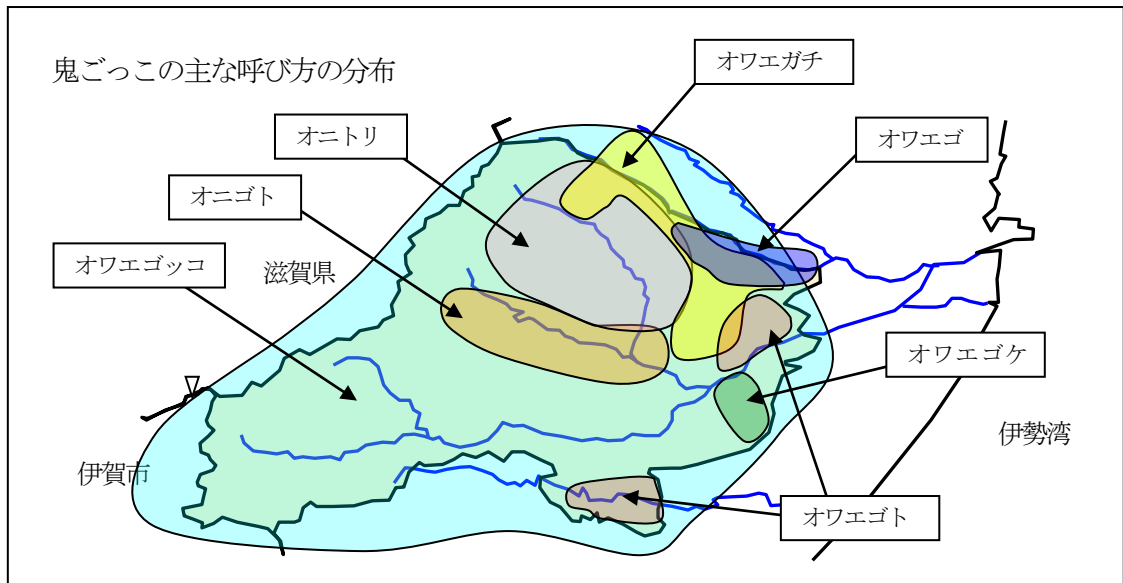 鬼ごっこの主な呼び方の分布
オワエガチ
オニトリ
オワエゴ
オニゴト
オワエゴッコ
滋賀県
オワエゴケ
伊勢湾
伊賀市
オワエゴト